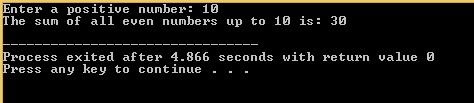 Enter a positive number: 10
The sum of all even numbers up to 10 is: 30
--------------------------------
Process exited after 4.866 seconds with return value 0
Press any key to continue . . .